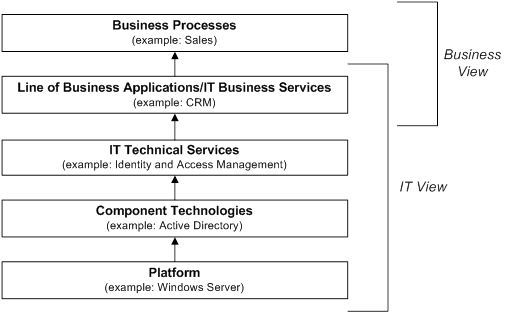 Business Processes
(example: Sales)
Business
View
Line of Business Applications/IT Business Services
(example: CRM)
IT Technical Services
(example: Identity and Access Management)
IT View
Component Technologies
(example: Active Directory)
Platform
(example: Windows Server)